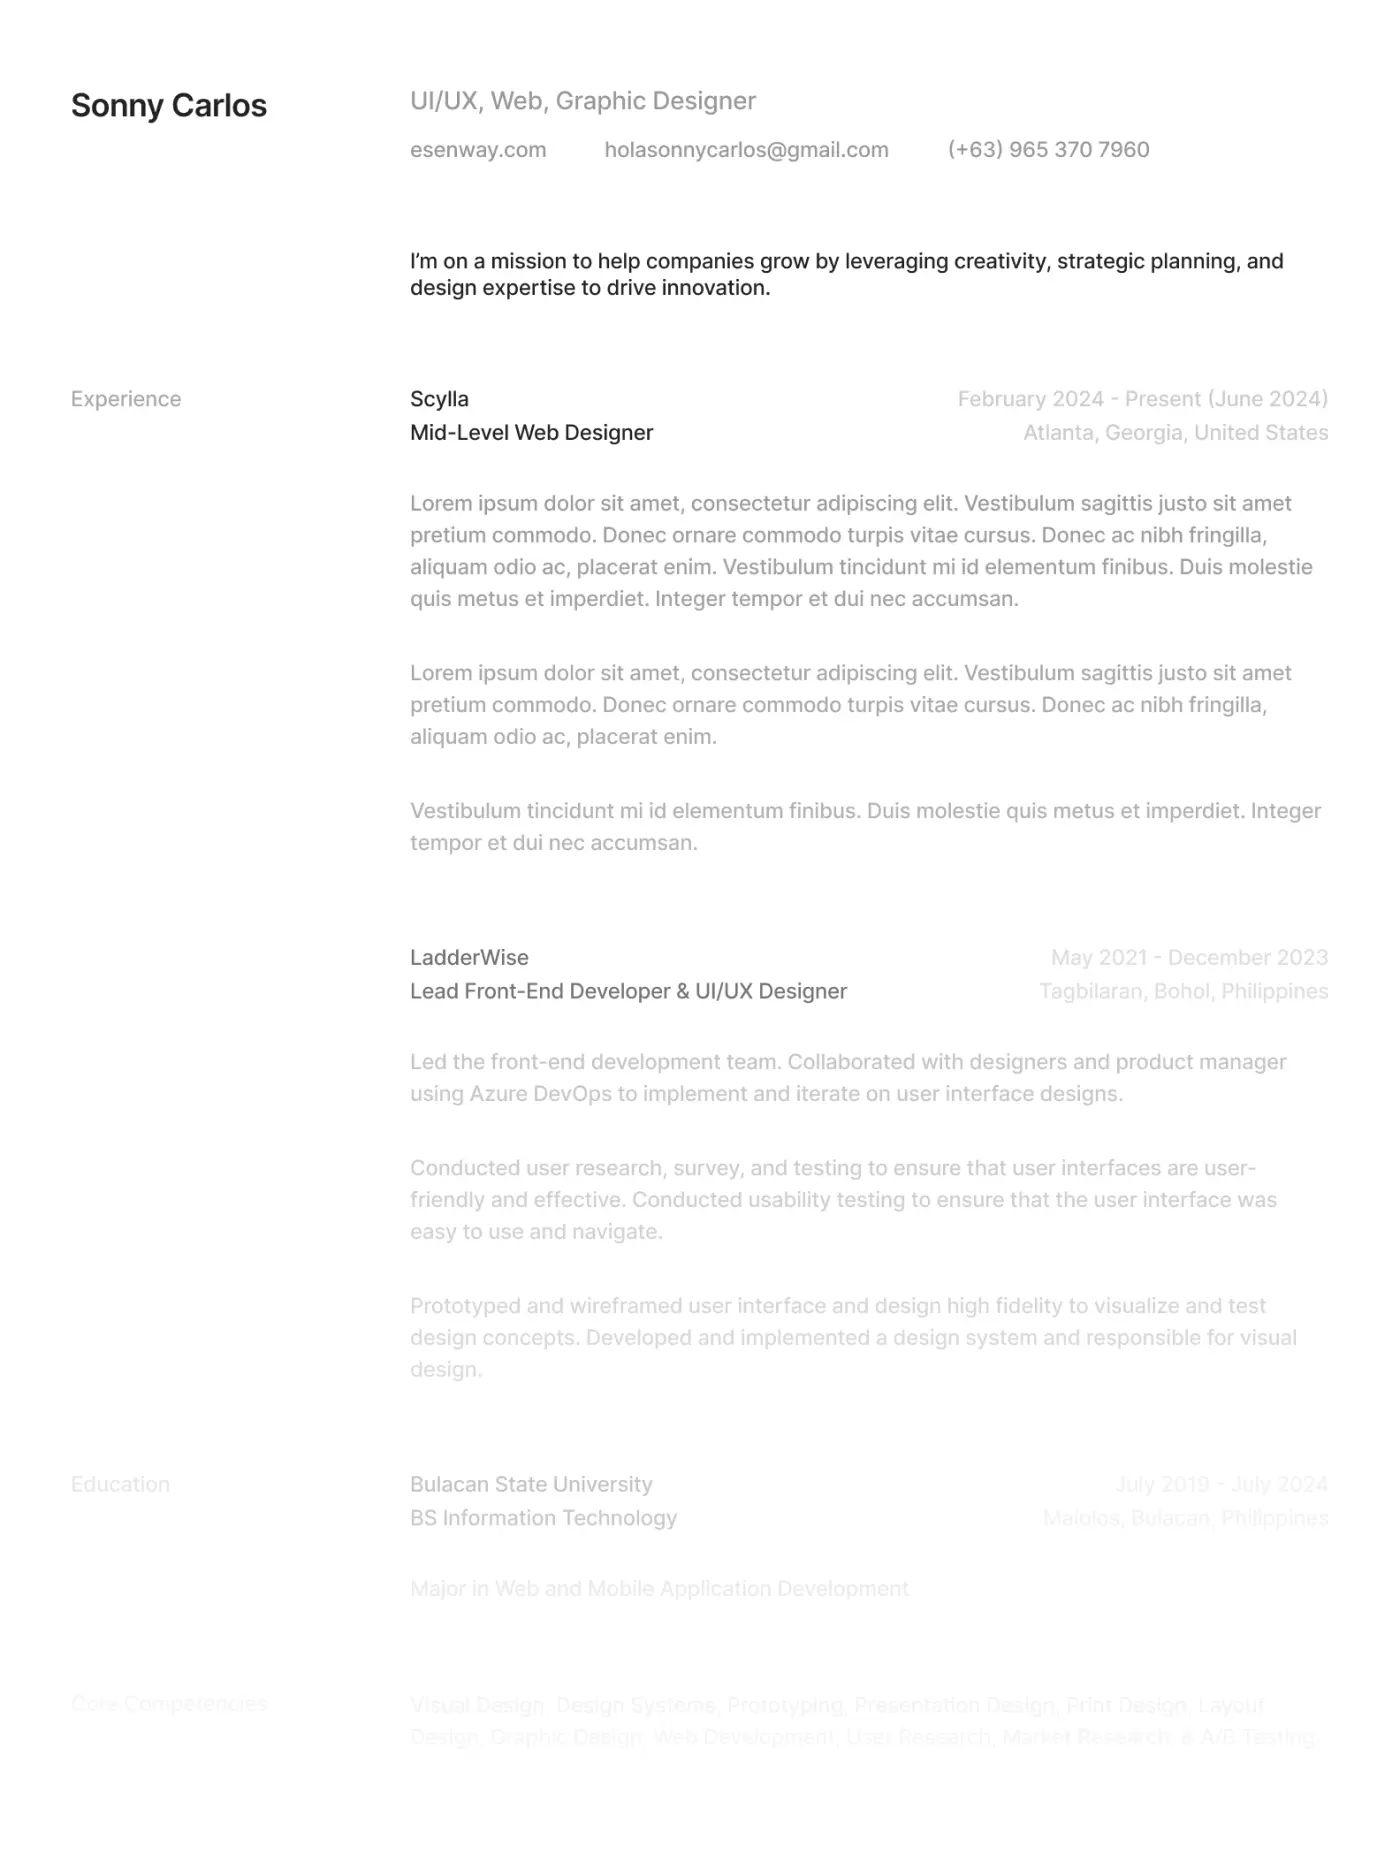 Sonny Carlos
UI/UX, Web, Graphic Designer
esenway.com holasonnycarlos@gmail.com (+63) 965 370 7960
I'm on a mission to help companies grow by leveraging creativity, strategic planning, and
design expertise to drive innovation.
Experience
Scylla February 2024 - Present (June 2024)
Mid-Level Web Designer Atlanta, Georgia, United States
Lorem ipsum dolor sit amet, consectetur adipiscing elit. Vestibulum sagittis justo sit amet
pretium commodo. Donec ornare commodo turpis vitae cursus. Donec ac nibh fringilla,
aliquam odio ac, placerat enim. Vestibulum tincidunt mi id elementum finibus. Duis molestie
quis metus et imperdiet. Integer tempor et dui nec accumsan.
Lorem ipsum dolor sit amet, consectetur adipiscing elit. Vestibulum sagittis justo sit amet
pretium commodo. Donec ornare commodo turpis vitae cursus. Donec ac nibh fringilla,
aliquam odio ac, placerat enim.
Vestibulum tincidunt mi id elementum finibus. Duis molestie quis metus et imperdiet. Integer
tempor et dui nec accumsan.
LadderWise May 2021 - December 2023
Lead Front-End Developer & UI/UX Designer Tagbilaran, Bohol, Philippines
Led the front-end development team. Collaborated with designers and product manager
using Azure DevOps to implement and iterate on user interface designs.
Conducted user research, survey, and testing to ensure that user interfaces are user-
friendly and effective. Conducted usability testing to ensure that the user interface was
easy to use and navigate.
Prototyped and wireframed user interface and design high fidelity to visualize and test
design concepts. Developed and implemented a design system and responsible for visual
design.
Education
Bulacan State University July 2019 - July 2024
BS Information Technology Malolos, Bulacan, Philippines
Major in Web and Mobile Application Development
Core Competencies
Visual Design, Design Systems, Prototyping, Presentation Design, Print Design, Layout
Design, Graphic Design, Web Development, User Research, Market Research, & A/B Testing